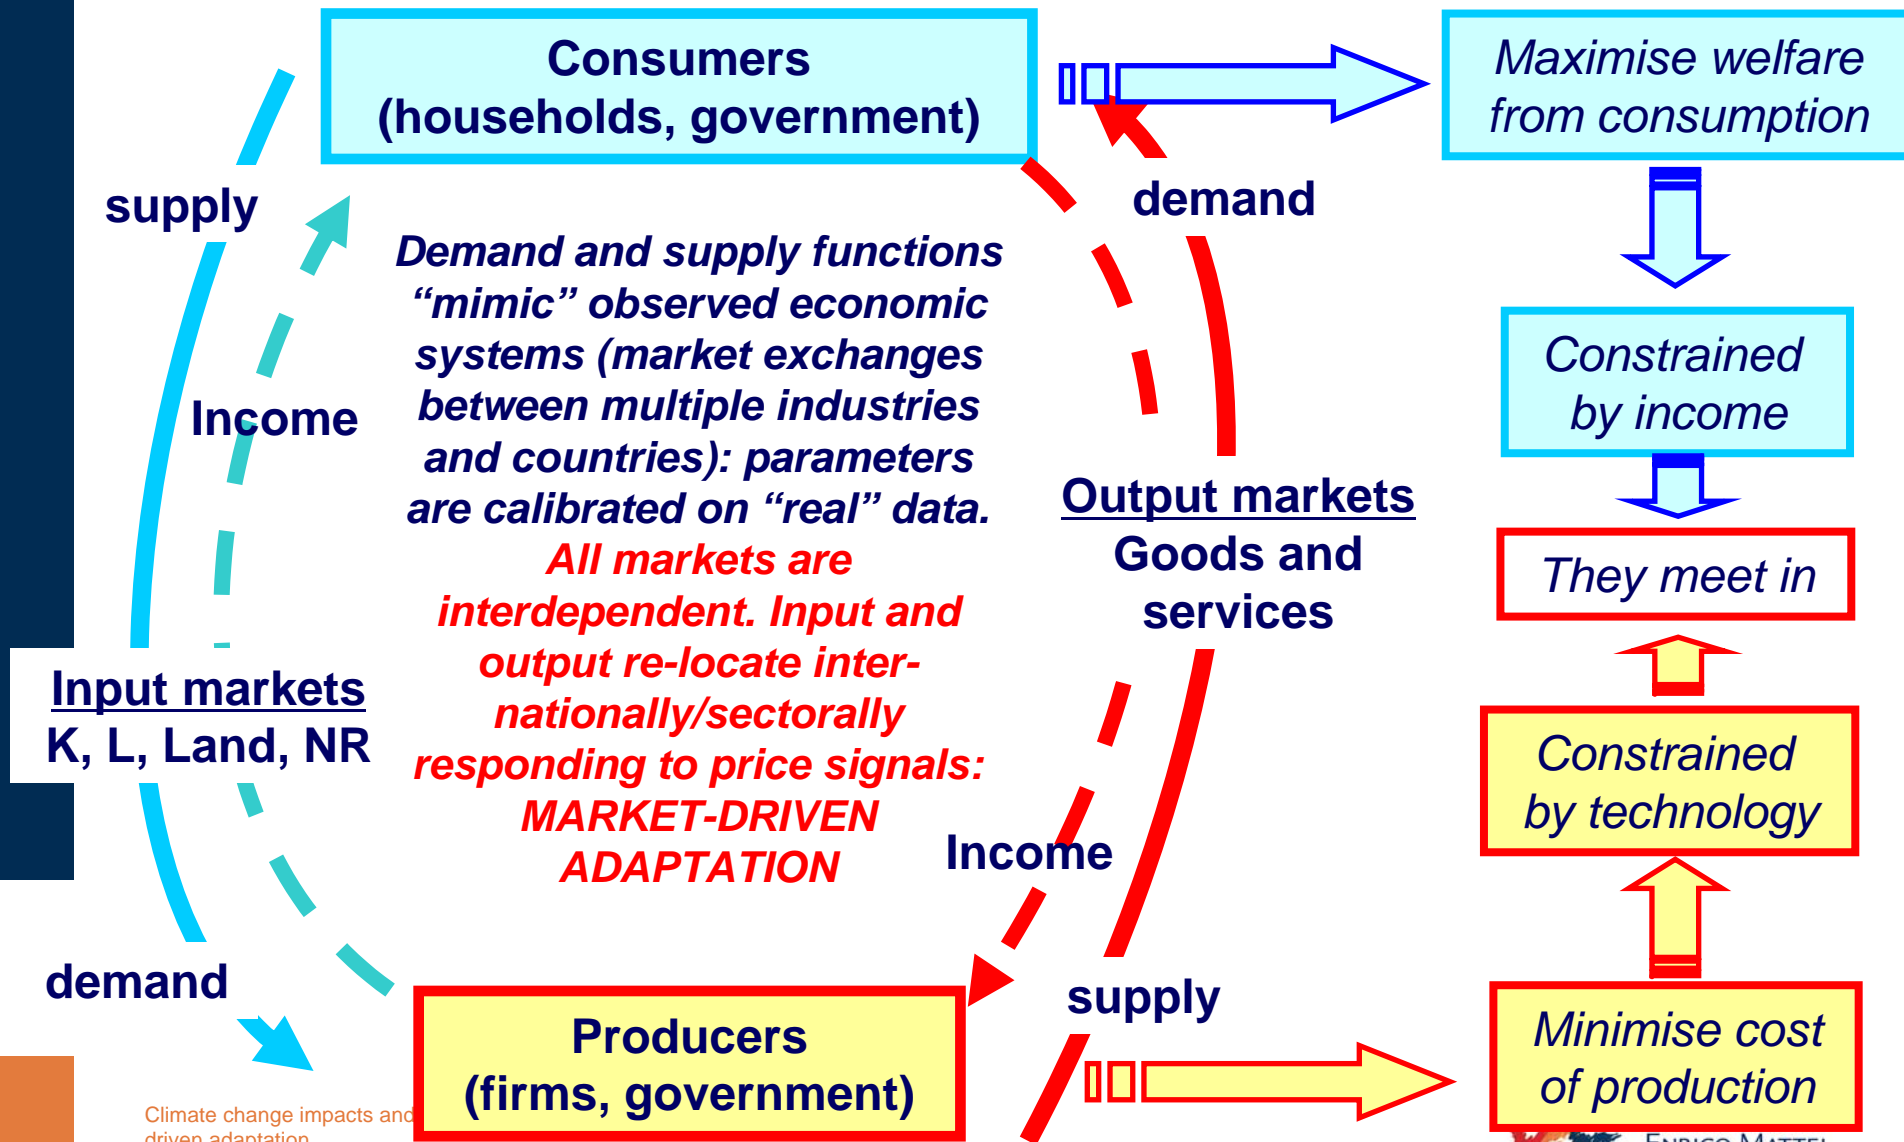 Consumers
(households, government)
Maximise welfare
from consumption
supply
demand
Demand and supply functions
“mimic” observed economic
systems (market exchanges
between multiple industries
and countries): parameters
are calibrated on “real” data.
All markets are
interdependent. Input and
output re-locate inter-
nationally/sectorally
responding to price signals:
MARKET-DRIVEN
ADAPTATION
Income
Constrained
by income
Output markets
Goods and
services
They meet in
Input markets
K, L, Land, NR
Constrained
by technology
Income
demand
supply
Producers
(firms, government)
Minimise cost
of production
Climate change impacts and
driven adaptation
ENRICO MATTEI